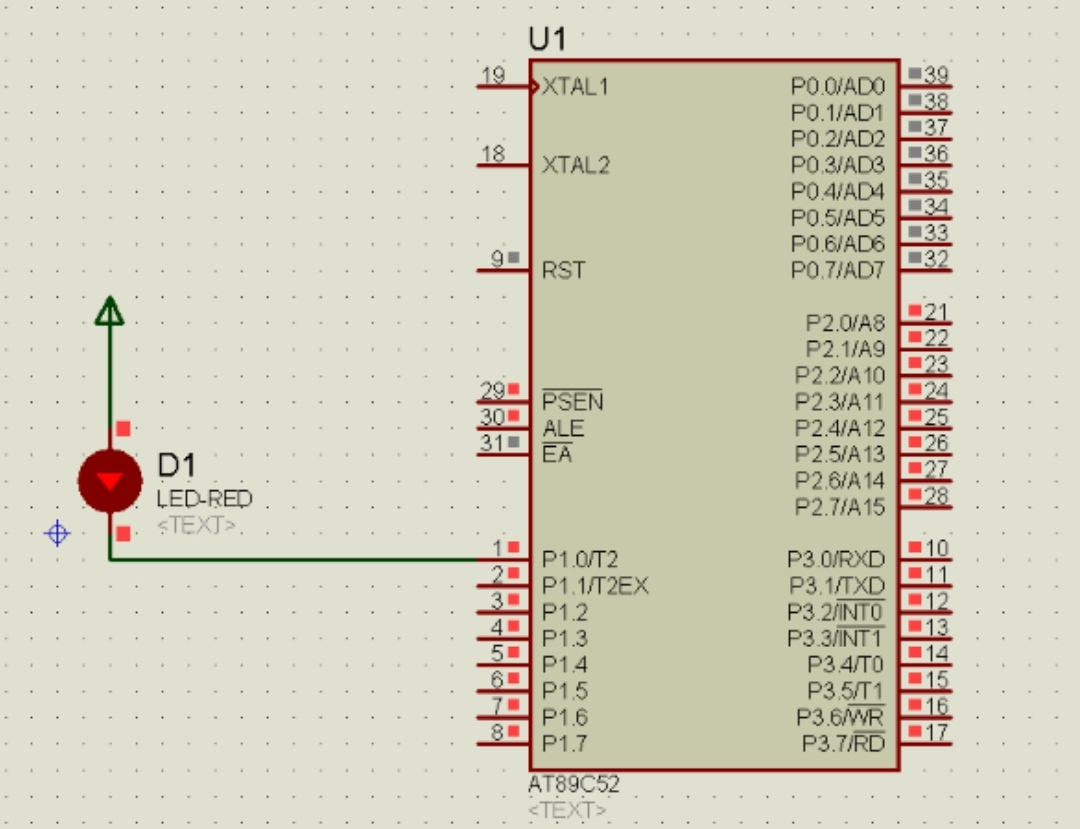 U1
19 XTAL1 P0.0/AD0 39
P0.1/AD1 38
P0.2/AD2 37
18 XTAL2 P0.3/AD3 36
P0.4/AD4 35
P0.5/AD5 34
P0.6/AD6 33
9 RST P0.7/AD7 32
P2.0/A8 21
P2.1/A9 22
P2.2/A10 23
29 PSEN P2.3/A11 24
30 ALE P2.4/A12 25
31 EA P2.5/A13 26
P2.6/A14 27
P2.7/A15 28
D1
LED-RED
<TEXT>
1 P1.0/T2 P3.0/RXD 10
2 P1.1/T2EX P3.1/TXD 11
3 P1.2 P3.2/INT0 12
4 P1.3 P3.3/INT1 13
5 P1.4 P3.4/T0 14
6 P1.5 P3.5/T1 15
7 P1.6 P3.6/WR 16
8 P1.7 P3.7/RD 17
AT89C52
<TEXT>